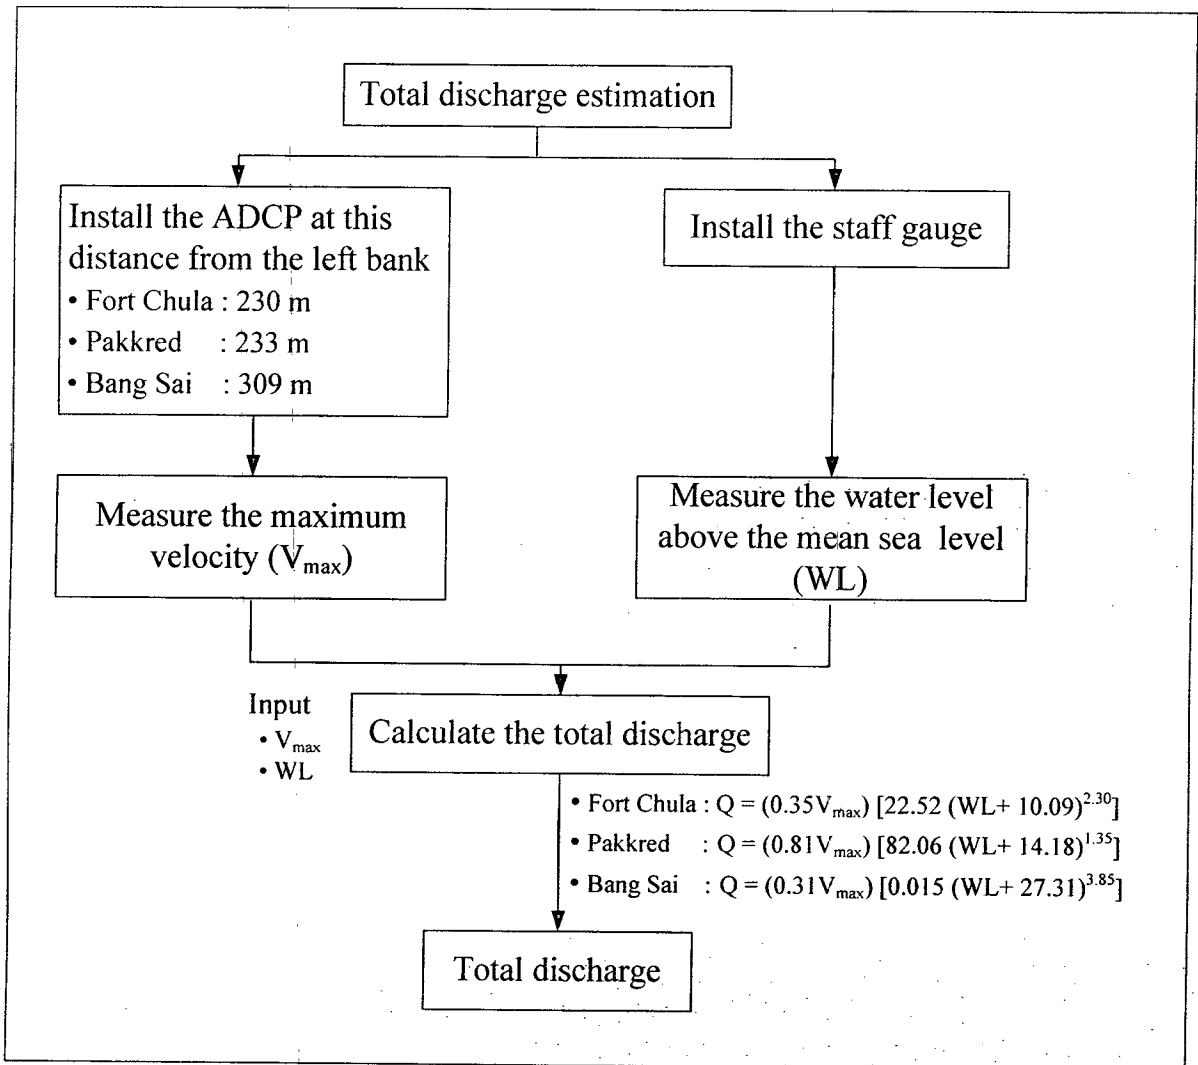 Total discharge estimation
Install the ADCP at this
distance from the left bank
• Fort Chula : 230 m
• Pakkred : 233 m
• Bang Sai : 309 m
Install the staff gauge
Measure the maximum
velocity (Vmax)
Measure the water level
above the mean sea level
(WL)
Input
• Vmax
• WL
Calculate the total discharge
• Fort Chula : Q = (0.35Vmax) [22.52 (WL+ 10.09)^2.30]
• Pakkred : Q = (0.81Vmax) [82.06 (WL+ 14.18)^1.35]
• Bang Sai : Q = (0.31Vmax) [0.015 (WL+ 27.31)^3.85]
Total discharge